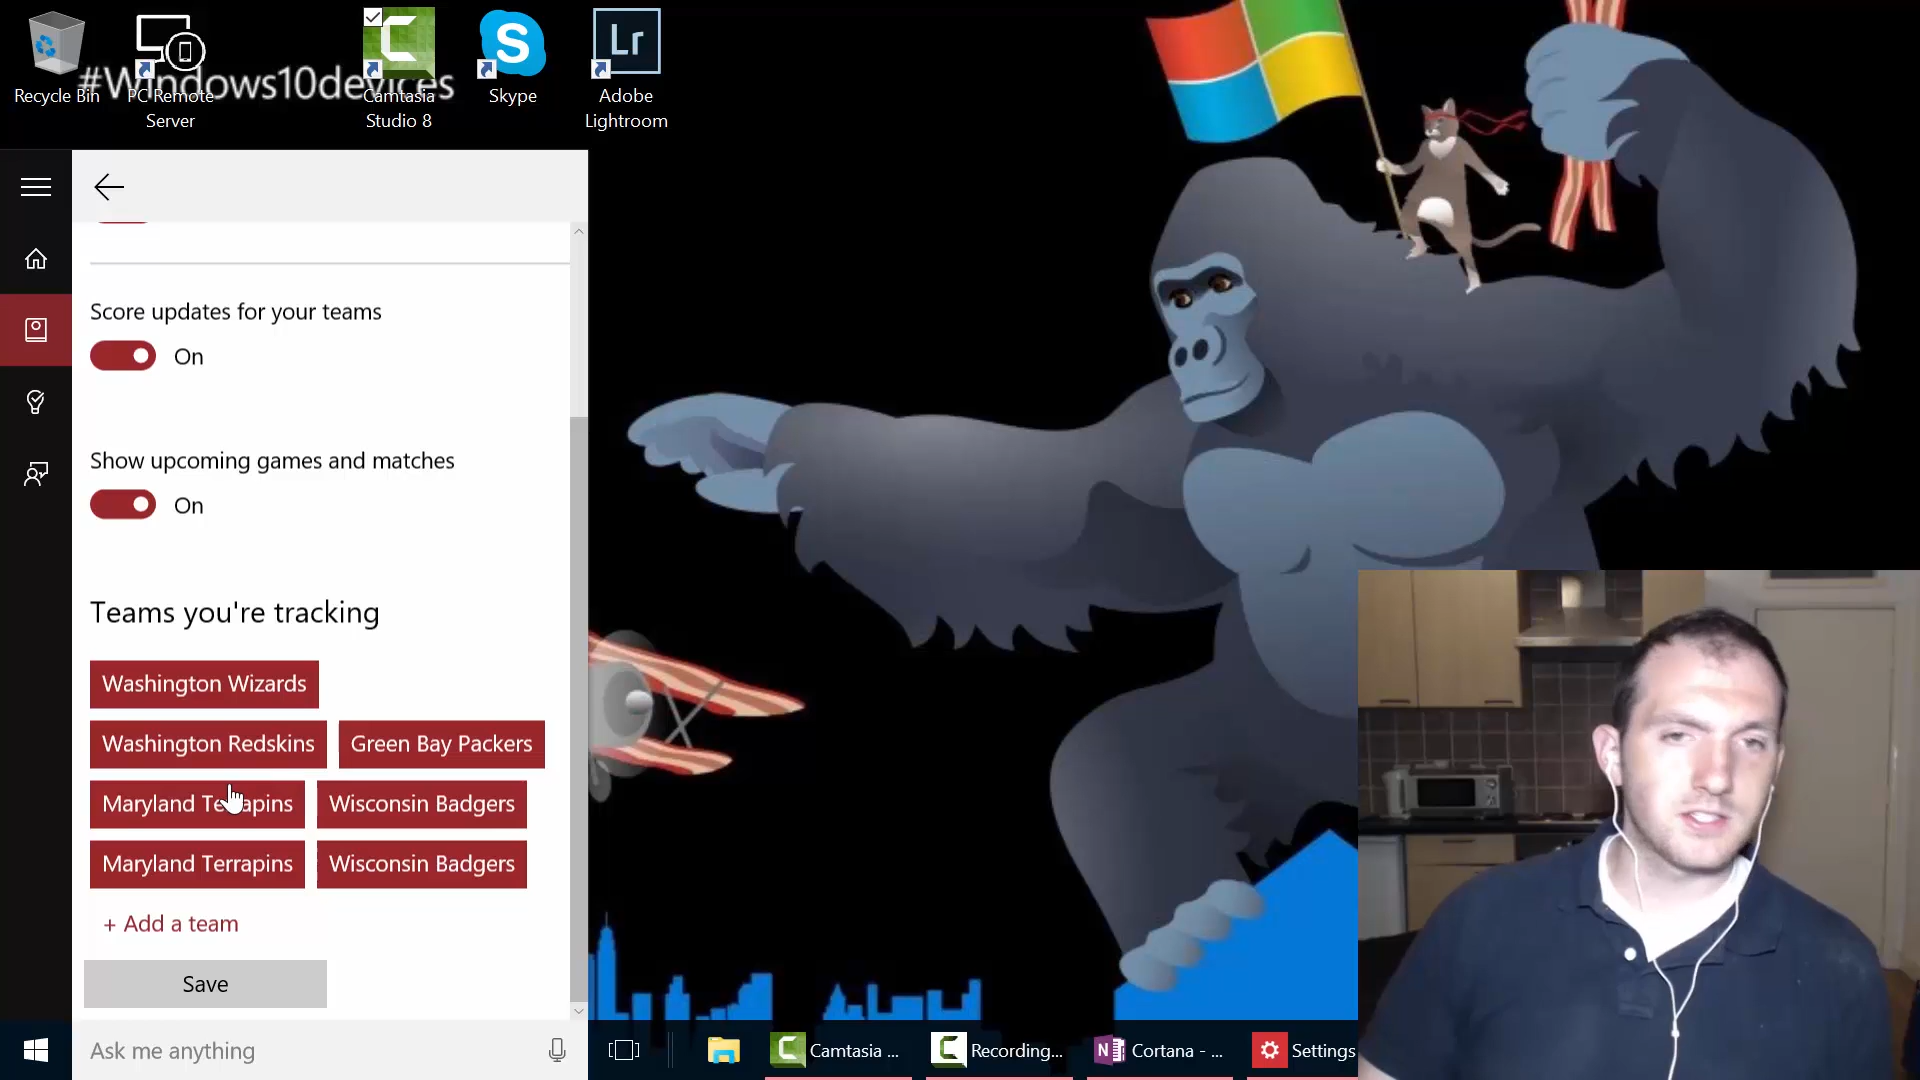 #Windows10devices
Recycle Bin
PC Remote
Server
Camtasia
Studio 8
S
Skype
Lr
Adobe
Lightroom
Score updates for your teams
On
Show upcoming games and matches
On
Teams you're tracking
Washington Wizards
Washington Redskins Green Bay Packers
Maryland Terrapins Wisconsin Badgers
Maryland Terrapins Wisconsin Badgers
+ Add a team
Save
Ask me anything
Camtasia ...
Recording...
N Cortana - ...
Settings